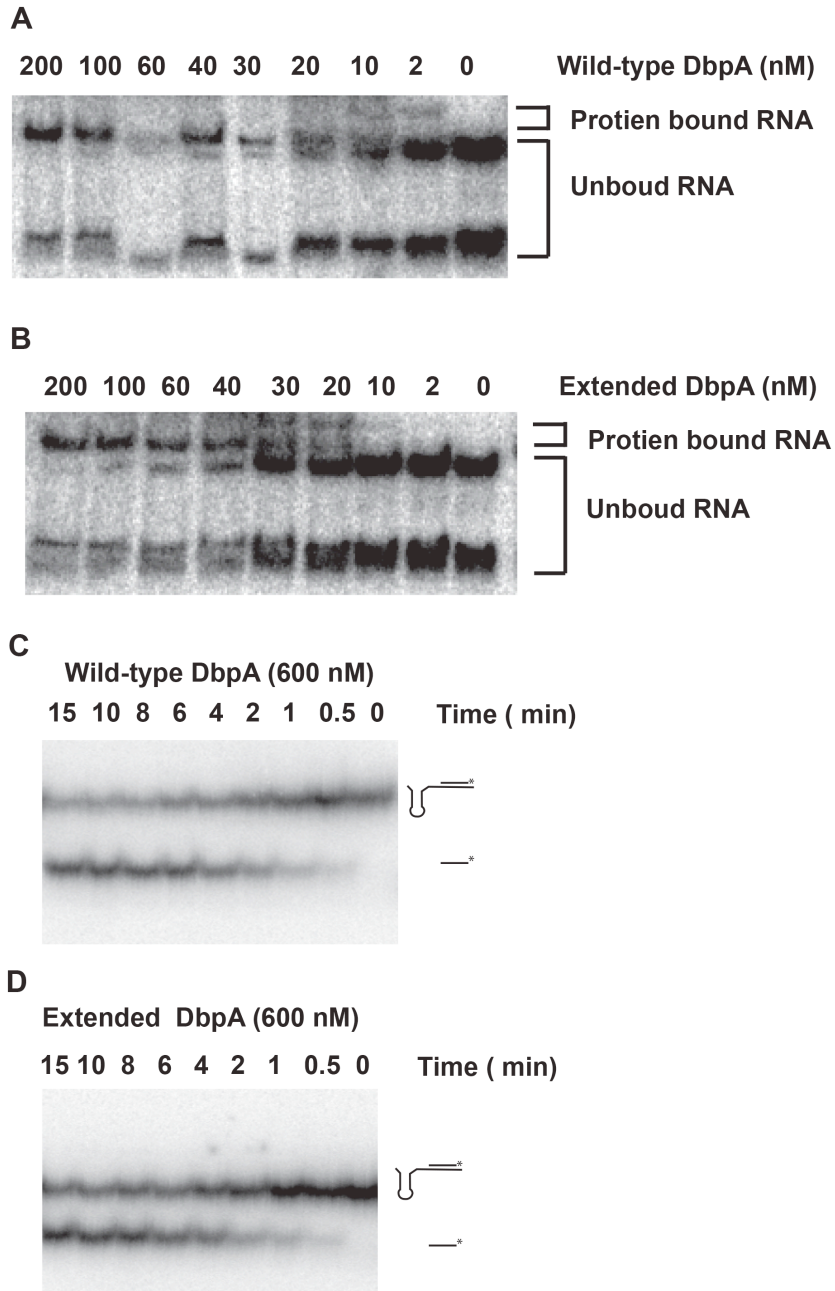 A
200 100 60 40 30 20 10 2 0 Wild-type DbpA (nM)
Protien bound RNA
Unboud RNA
B
200 100 60 40 30 20 10 2 0 Extended DbpA (nM)
Protien bound RNA
Unboud RNA
C
Wild-type DbpA (600 nM)
15 10 8 6 4 2 1 0.5 0 Time ( min)
*
*
D
Extended DbpA (600 nM)
15 10 8 6 4 2 1 0.5 0 Time ( min)
*
*